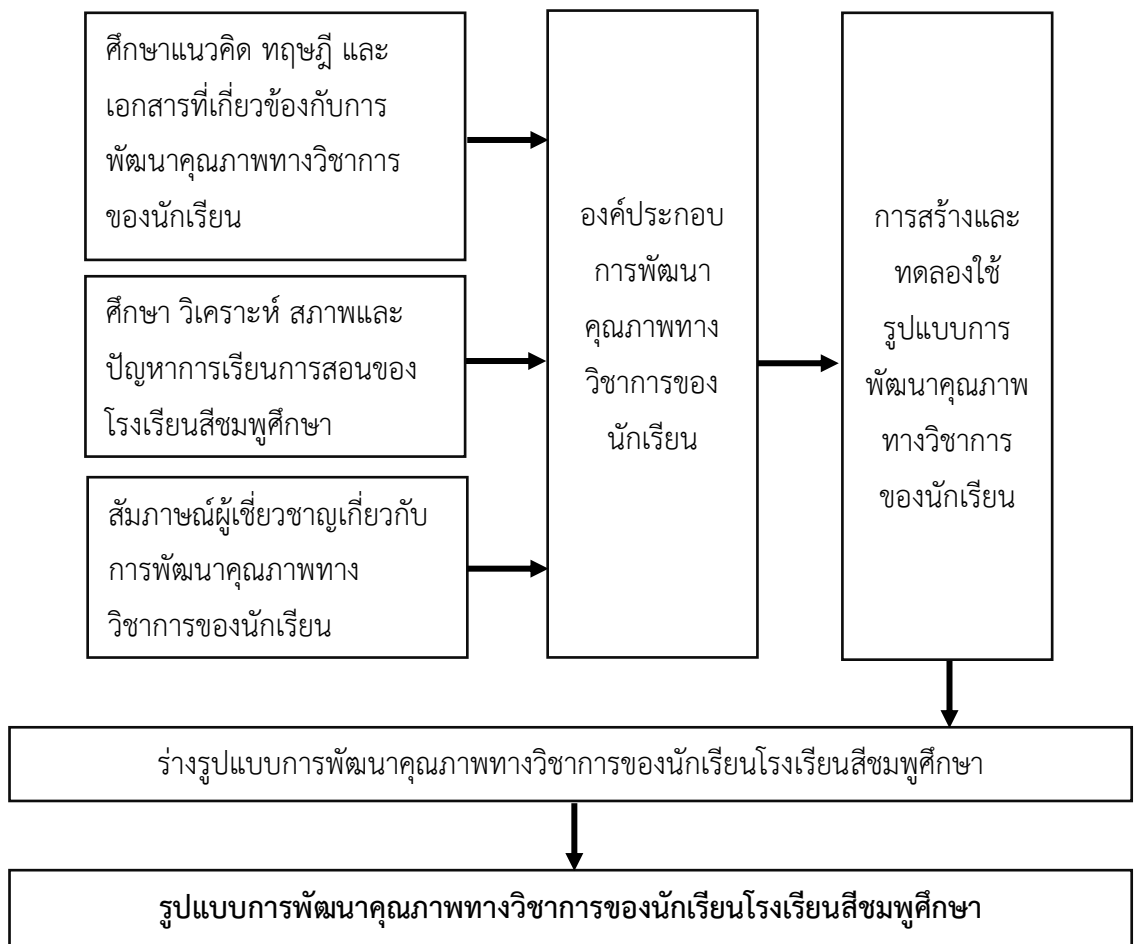 ศึกษาแนวคิด ทฤษฎี และ
เอกสารที่เกี่ยวข้องกับการ
พัฒนาคุณภาพทางวิชาการ
ของนักเรียน
ศึกษา วิเคราะห์ สภาพและ
ปัญหาการเรียนการสอนของ
โรงเรียนสีชมพูศึกษา
สัมภาษณ์ผู้เชี่ยวชาญเกี่ยวกับ
การพัฒนาคุณภาพทาง
วิชาการของนักเรียน
องค์ประกอบ
การพัฒนา
คุณภาพทาง
วิชาการของ
นักเรียน
การสร้างและ
ทดลองใช้
รูปแบบการ
พัฒนาคุณภาพ
ทางวิชาการ
ของนักเรียน
ร่างรูปแบบการพัฒนาคุณภาพทางวิชาการของนักเรียนโรงเรียนสีชมพูศึกษา
รูปแบบการพัฒนาคุณภาพทางวิชาการของนักเรียนโรงเรียนสีชมพูศึกษา